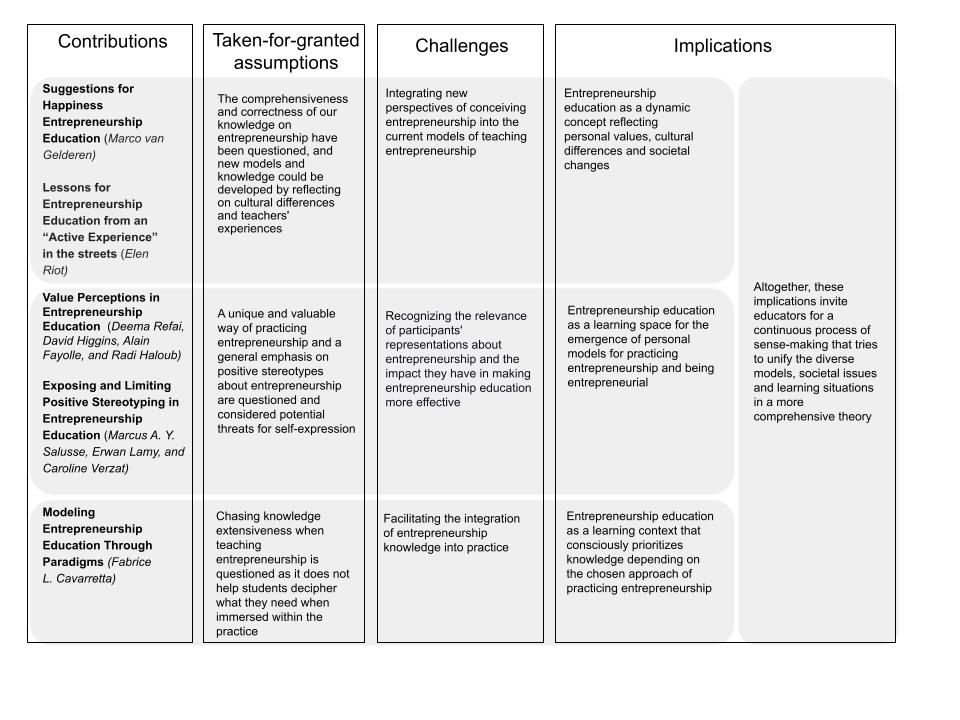 Contributions
Taken-for-granted
assumptions
Challenges
Implications
Suggestions for
Happiness
Entrepreneurship
Education (Marco van
Gelderen)
Lessons for
Entrepreneurship
Education from an
“Active Experience”
in the streets (Elen
Riot)
The comprehensiveness
and correctness of our
knowledge on
entrepreneurship have
been questioned, and
new models and
knowledge could be
developed by reflecting
on cultural differences
and teachers'
experiences
Integrating new
perspectives of conceiving
entrepreneurship into the
current models of teaching
entrepreneurship
Entrepreneurship
education as a dynamic
concept reflecting
personal values, cultural
differences and societal
changes
Value Perceptions in
Entrepreneurship
Education (Deema Refai,
David Higgins, Alain
Fayolle, and Radi Haloub)
Exposing and Limiting
Positive Stereotyping in
Entrepreneurship
Education (Marcus A. Y.
Salusse, Erwan Lamy, and
Caroline Verzat)
A unique and valuable
way of practicing
entrepreneurship and a
general emphasis on
positive stereotypes
about entrepreneurship
are questioned and
considered potential
threats for self-expression
Recognizing the relevance
of participants'
representations about
entrepreneurship and the
impact they have in making
entrepreneurship education
more effective
Entrepreneurship education
as a learning space for the
emergence of personal
models for practicing
entrepreneurship and being
entrepreneurial
Modeling
Entrepreneurship
Education Through
Paradigms (Fabrice
L. Cavarretta)
Chasing knowledge
extensiveness when
teaching
entrepreneurship is
questioned as it does not
help students decipher
what they need when
immersed within the
practice
Facilitating the integration
of entrepreneurship
knowledge into practice
Entrepreneurship education
as a learning context that
consciously prioritizes
knowledge depending on
the chosen approach of
practicing entrepreneurship
Altogether, these
implications invite
educators for a
continuous process of
sense-making that tries
to unify the diverse
models, societal issues
and learning situations
in a more
comprehensive theory